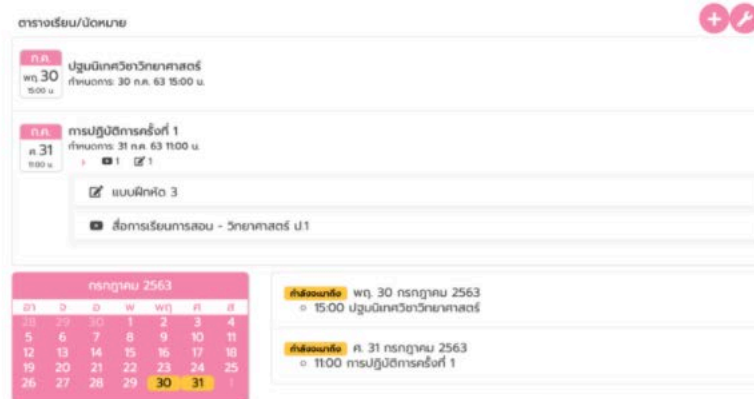 ตารางเรียน/นัดหมาย
ก.ค.
พฤ. 30
15:00 น.
ปฐมนิเทศวิชาวิทยาศาสตร์
กำหนดการ: 30 ก.ค. 63 15:00 น.
ก.ค.
ศ. 31
11:00 น.
การปฏิบัติการครั้งที่ 1
กำหนดการ: 31 ก.ค. 63 11:00 น.
1 1
แบบฝึกหัด 3
สื่อการเรียนการสอน - วิทยาศาสตร์ ป.1
กรกฎาคม 2563
อา จ อ พ พฤ ศ ส
28 29 30 1 2 3 4
5 6 7 8 9 10 11
12 13 14 15 16 17 18
19 20 21 22 23 24 25
26 27 28 29 30 31 1
กำลังจะมาถึง พฤ. 30 กรกฎาคม 2563
15:00 ปฐมนิเทศวิชาวิทยาศาสตร์
กำลังจะมาถึง ศ. 31 กรกฎาคม 2563
11:00 การปฏิบัติการครั้งที่ 1